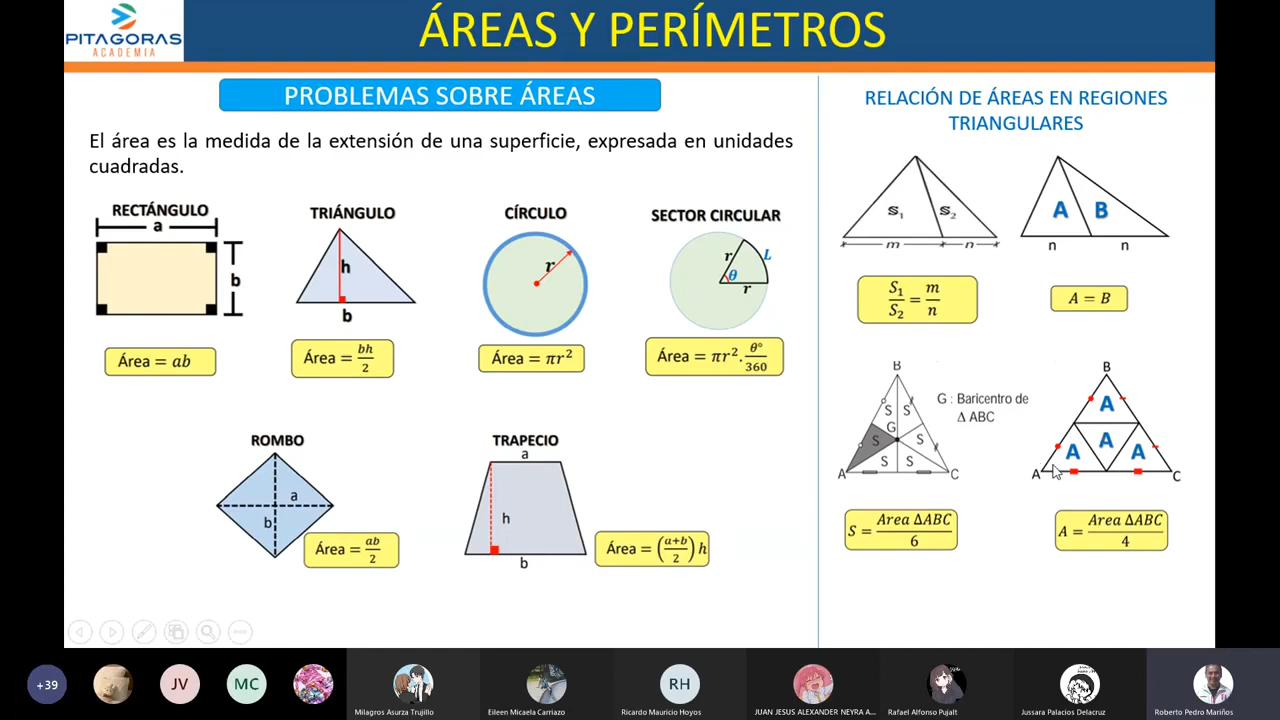 PITAGORAS
ACADEMIA
ÁREAS Y PERÍMETROS
PROBLEMAS SOBRE ÁREAS
El área es la medida de la extensión de una superficie, expresada en unidades
cuadradas.
RECTÁNGULO
a
b
Área = ab
TRIÁNGULO
h
b
Área = bh/2
CÍRCULO
r
Área = πr²
SECTOR CIRCULAR
r
L
θ
r
Área = πr². θ°/360
ROMBO
a
b
Área = ab/2
TRAPECIO
a
h
b
Área = (a+b/2) h
RELACIÓN DE ÁREAS EN REGIONES
TRIANGULARES
S₁ S₂
m n
S₁/S₂ = m/n
A B
n n
A = B
B
S S
G
S S
S S
A C
G : Baricentro de
Δ ABC
S = Area ΔABC/6
B
A
A A A
A C
A = Area ΔABC/4
+39
JV
MC
Milagros Asurza Trujillo
Eileen Micaela Carriazo
RH
Ricardo Mauricio Hoyos
JUAN JESUS ALEXANDER NEYRA A...
Rafael Alfonso Pujalt
Jussara Palacios Delacruz
Roberto Pedro Mariños